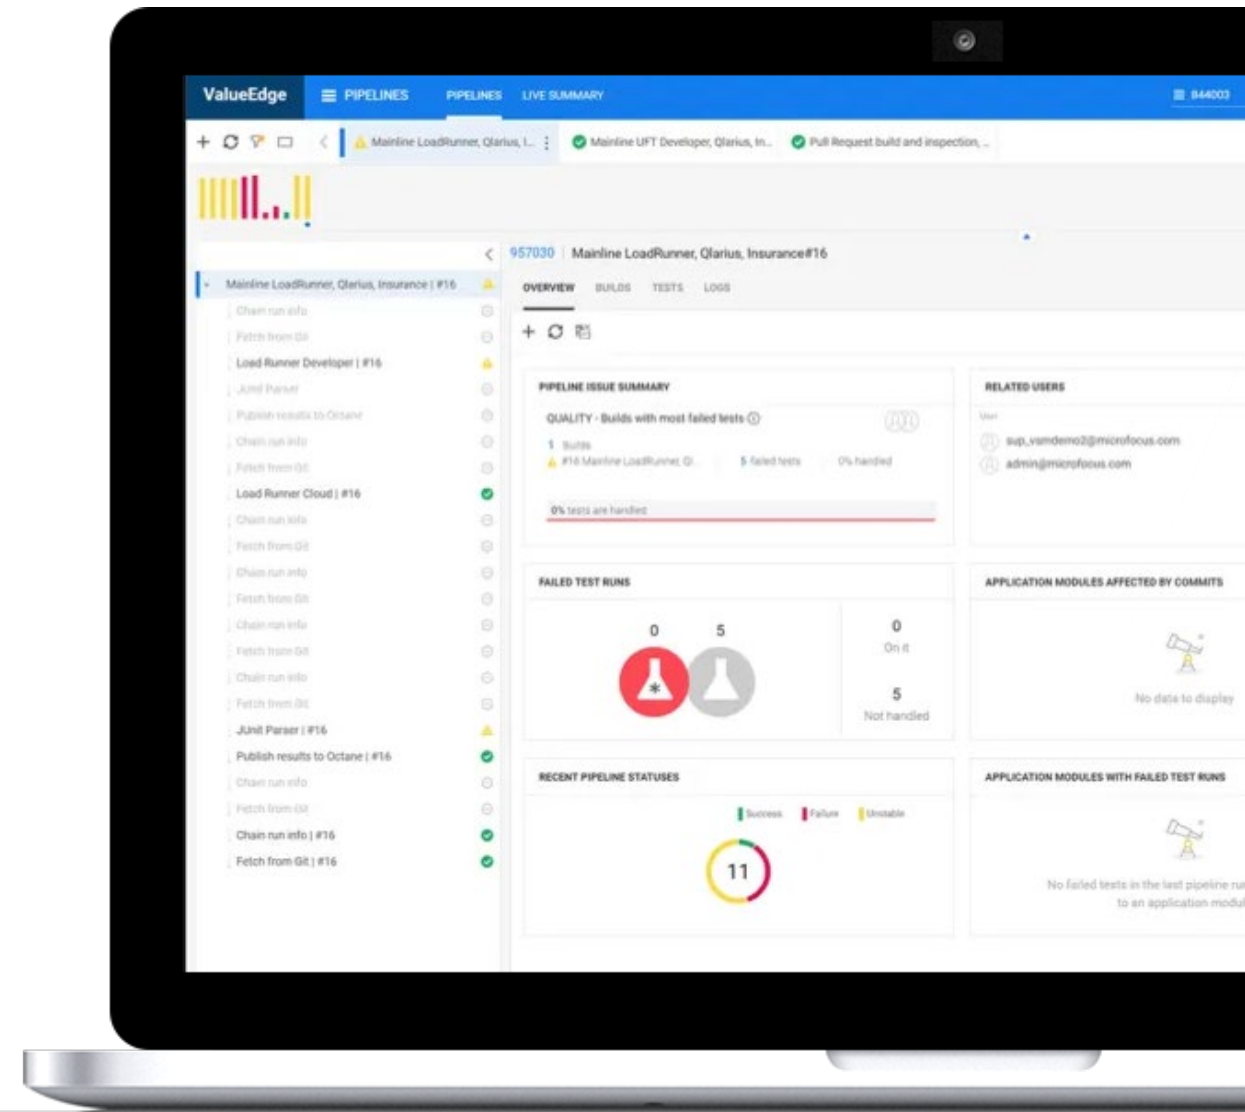 ValueEdge PIPELINES PIPELINES LIVE SUMMARY 844003
Mainline LoadRunner, Qlarius, I... Mainline UFT Developer, Qlarius, In... Pull Request build and inspection, ...
957030 Mainline LoadRunner, Qlarius, Insurance#16
OVERVIEW BUILDS TESTS LOGS
Mainline LoadRunner, Qlarius, Insurance | #16
Chain run info
Fetch from Git
Load Runner Developer | #16
JUnit Parser
Publish results to Octane
Chain run info
Fetch from Git
Load Runner Cloud | #16
Chain run info
Fetch from Git
Chain run info
Fetch from Git
Chain run info
Fetch from Git
Chain run info
Fetch from Git
JUnit Parser | #16
Publish results to Octane | #16
Chain run info
Fetch from Git
Chain run info | #16
Fetch from Git | #16
PIPELINE ISSUE SUMMARY
QUALITY - Builds with most failed tests
1 Builds
#16 Mainline LoadRunner, Ql... 5 failed tests 0% handled
0% tests are handled
RELATED USERS
User
sup_vsmdemo2@microfocus.com
admin@microfocus.com
FAILED TEST RUNS
0 5
0
On it
5
Not handled
APPLICATION MODULES AFFECTED BY COMMITS
No data to display
RECENT PIPELINE STATUSES
Success Failure Unstable
11
APPLICATION MODULES WITH FAILED TEST RUNS
No failed tests in the last pipeline
to an application